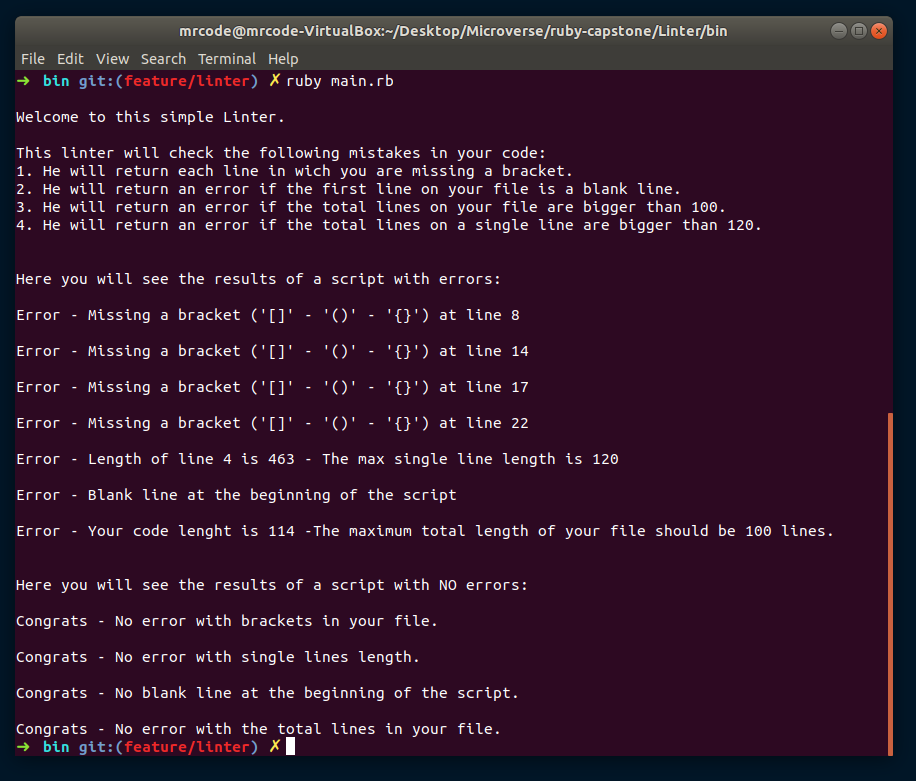 mrcode@mrcode-VirtualBox:~/Desktop/Microverse/ruby-capstone/Linter/bin
File Edit View Search Terminal Help
➜ bin git:(feature/linter) ✗ ruby main.rb
Welcome to this simple Linter.
This linter will check the following mistakes in your code:
1. He will return each line in wich you are missing a bracket.
2. He will return an error if the first line on your file is a blank line.
3. He will return an error if the total lines on your file are bigger than 100.
4. He will return an error if the total lines on a single line are bigger than 120.
Here you will see the results of a script with errors:
Error - Missing a bracket ('[]' - '()' - '{}') at line 8
Error - Missing a bracket ('[]' - '()' - '{}') at line 14
Error - Missing a bracket ('[]' - '()' - '{}') at line 17
Error - Missing a bracket ('[]' - '()' - '{}') at line 22
Error - Length of line 4 is 463 - The max single line length is 120
Error - Blank line at the beginning of the script
Error - Your code lenght is 114 -The maximum total length of your file should be 100 lines.
Here you will see the results of a script with NO errors:
Congrats - No error with brackets in your file.
Congrats - No error with single lines length.
Congrats - No blank line at the beginning of the script.
Congrats - No error with the total lines in your file.
➜ bin git:(feature/linter) ✗